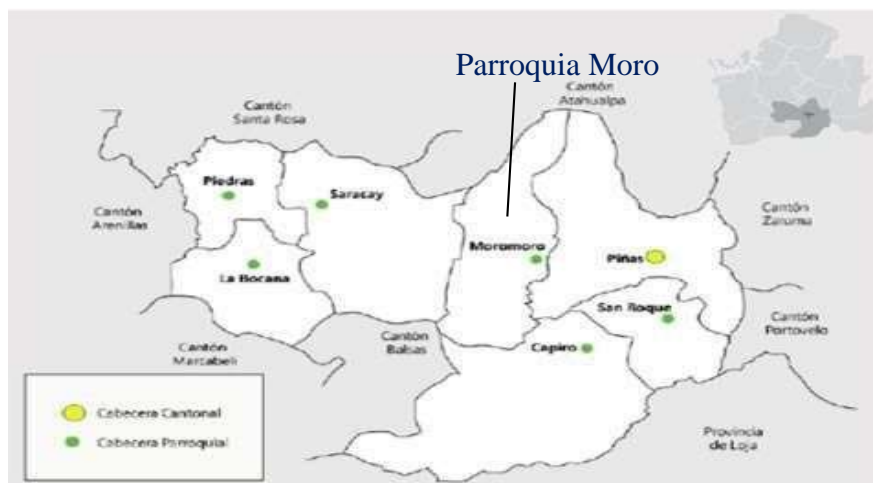 Parroquia Moro
Cantón
Atahualpa
Cantón
Santa Rosa
Piedras
Saracay
Cantón
Arenillas
Cantón
Zaruma
Moromoro
Piñas
La Bocana
San Roque
Cantón
Portovelo
Cantón
Marcabelí
Cantón
Balsas
Capiro
Cabecera Cantonal
Cabecera Parroquial
Provincia
de Loja